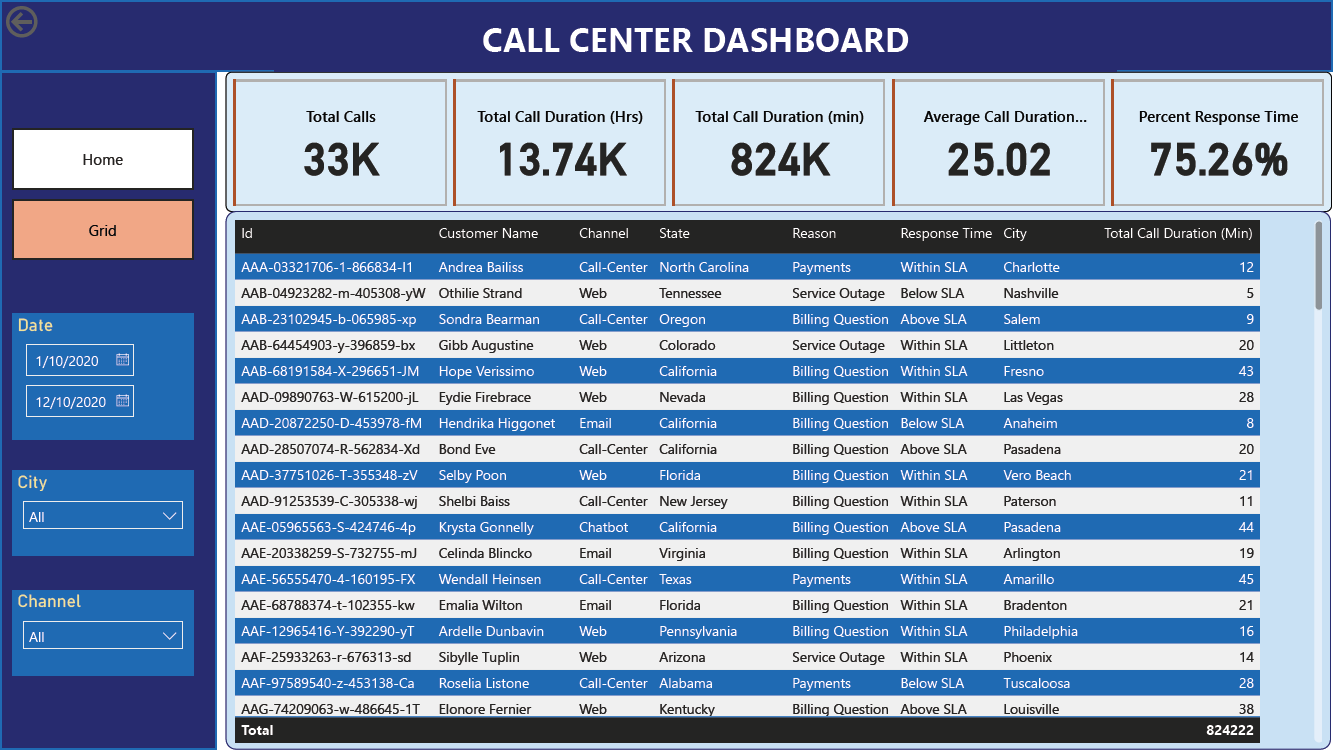 CALL CENTER DASHBOARD
Home
Grid
Date
1/10/2020
12/10/2020
City
All
Channel
All
Total Calls
33K
Total Call Duration (Hrs)
13.74K
Total Call Duration (min)
824K
Average Call Duration...
25.02
Percent Response Time
75.26%
Id Customer Name Channel State Reason Response Time City Total Call Duration (Min)
AAA-03321706-1-866834-I1 Andrea Bailiss Call-Center North Carolina Payments Within SLA Charlotte 12
AAB-04923282-m-405308-yW Othilie Strand Web Tennessee Service Outage Below SLA Nashville 5
AAB-23102945-b-065985-xp Sondra Bearman Call-Center Oregon Billing Question Above SLA Salem 9
AAB-64454903-y-396859-bx Gibb Augustine Web Colorado Service Outage Within SLA Littleton 20
AAB-68191584-X-296651-JM Hope Verissimo Web California Billing Question Within SLA Fresno 43
AAD-09890763-W-615200-jL Eydie Firebrace Web Nevada Billing Question Within SLA Las Vegas 28
AAD-20872250-D-453978-fM Hendrika Higgonet Email California Billing Question Below SLA Anaheim 8
AAD-28507074-R-562834-Xd Bond Eve Call-Center California Billing Question Above SLA Pasadena 20
AAD-37751026-T-355348-zV Selby Poon Web Florida Billing Question Within SLA Vero Beach 21
AAD-91253539-C-305338-wj Shelbi Baiss Call-Center New Jersey Billing Question Within SLA Paterson 11
AAE-05965563-S-424746-4p Krysta Gonnelly Chatbot California Billing Question Above SLA Pasadena 44
AAE-20338259-S-732755-mJ Celinda Blincko Email Virginia Billing Question Within SLA Arlington 19
AAE-56555470-4-160195-FX Wendall Heinsen Call-Center Texas Payments Within SLA Amarillo 45
AAE-68788374-t-102355-kw Emalia Wilton Email Florida Billing Question Within SLA Bradenton 21
AAF-12965416-Y-392290-yT Ardelle Dunbavin Web Pennsylvania Billing Question Within SLA Philadelphia 16
AAF-25933263-r-676313-sd Sibylle Tuplin Web Arizona Service Outage Within SLA Phoenix 14
AAF-97589540-z-453138-Ca Roselia Listone Call-Center Alabama Payments Below SLA Tuscaloosa 28
AAG-74209063-w-486645-1T Elonore Fernier Web Kentucky Billing Question Above SLA Louisville 38
Total 824222